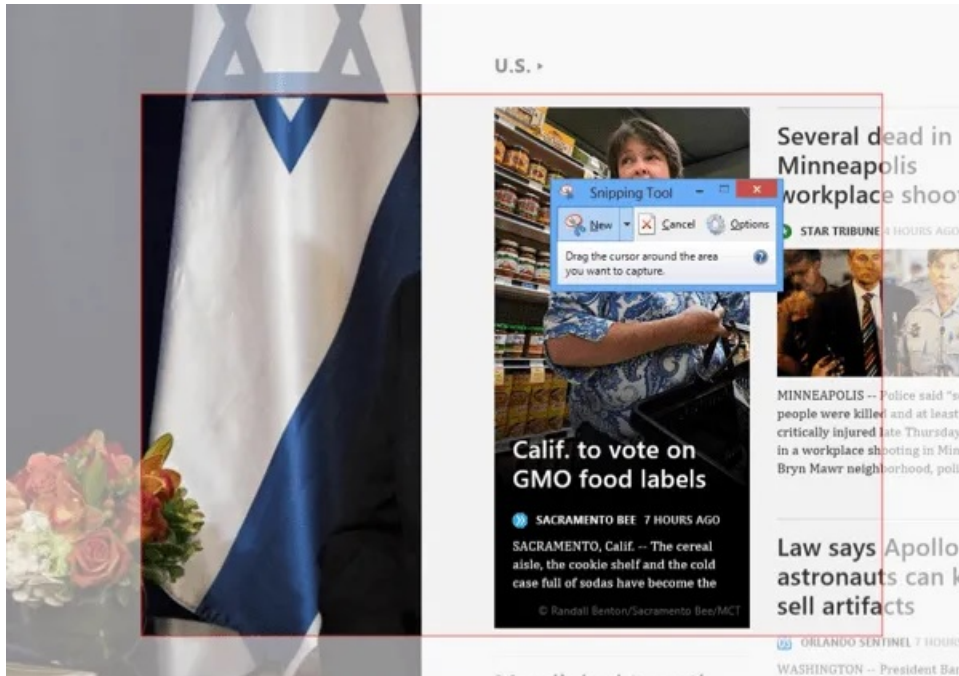 U.S.
Several dead in
Minneapolis
workplace shoo
STAR TRIBUNE 4 HOURS AGO
Snipping Tool
New Cancel Options
Drag the cursor around the area
you want to capture.
MINNEAPOLIS -- Police said "s
people were killed and at least
critically injured late Thursday
in a workplace shooting in Min
Bryn Mawr neighborhood, poli
Calif. to vote on
GMO food labels
SACRAMENTO BEE 7 HOURS AGO
SACRAMENTO, Calif. -- The cereal
aisle, the cookie shelf and the cold
case full of sodas have become the
© Randall Benton/Sacramento Bee/MCT
Law says Apollo
astronauts can k
sell artifacts
ORLANDO SENTINEL 7 HOURS
WASHINGTON -- President Bar